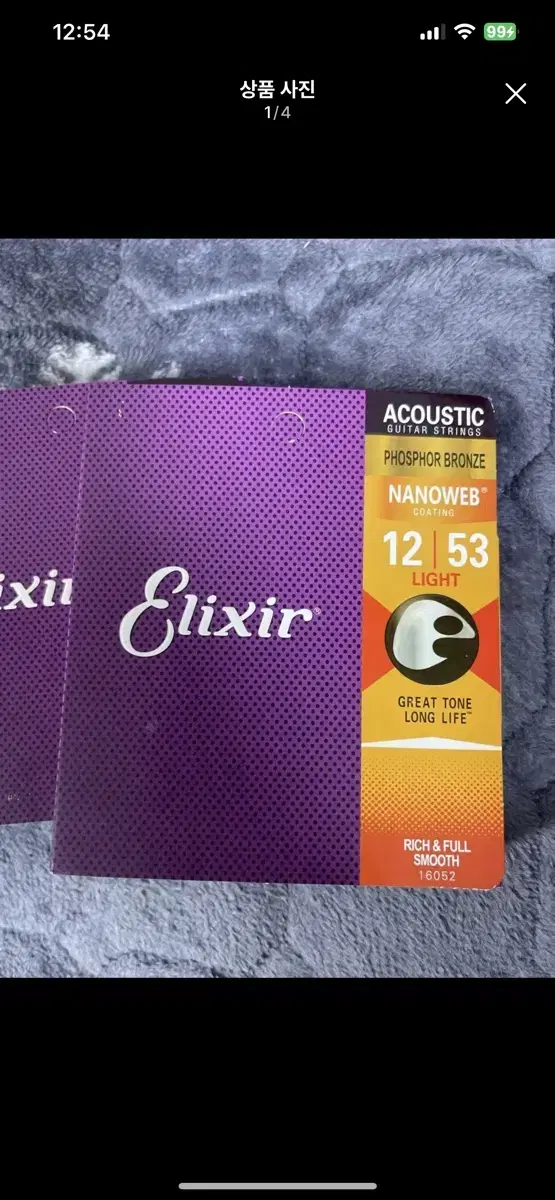 12:54
99
상품 사진
1/4
ACOUSTIC
GUITAR STRINGS
PHOSPHOR BRONZE
NANOWEB®
COATING
12 | 53
LIGHT
ixir
Elixir®
GREAT TONE
LONG LIFE™
RICH & FULL
SMOOTH
16052